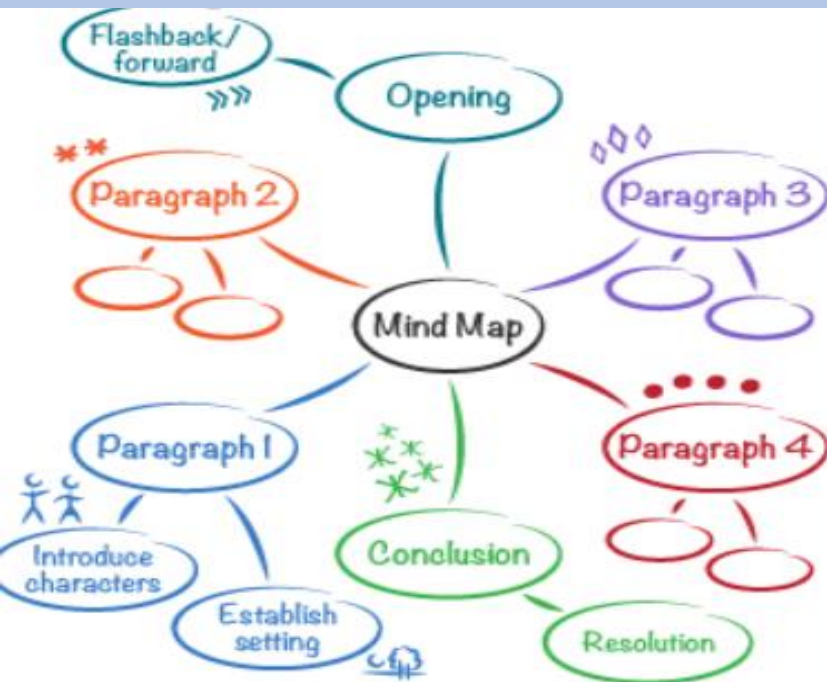 Flashback/
forward
Opening
Paragraph 2
Paragraph 3
Mind Map
Paragraph 1
Paragraph 4
Introduce
characters
Establish
setting
Conclusion
Resolution